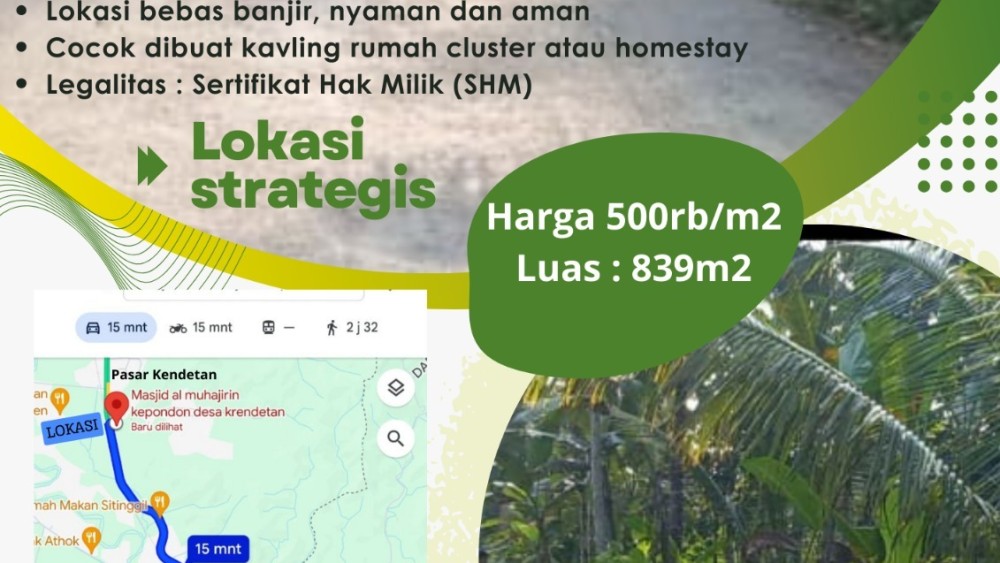 • Lokasi bebas banjir, nyaman dan aman
• Cocok dibuat kavling rumah cluster atau homestay
• Legalitas : Sertifikat Hak Milik (SHM)
Lokasi
strategis
Harga 500rb/m2
Luas : 839m2
15 mnt 15 mnt — 2 j 32
Pasar Kendetan
Masjid al muhajirin
kepondon desa krendetan
Baru dilihat
an
en
LOKASI
DA
mah Makan Sitinggil
k Athok
15 mnt